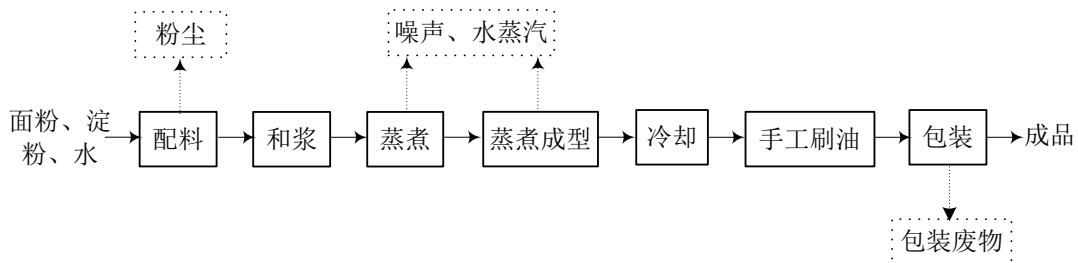 粉尘
噪声、水蒸汽
面粉、淀
粉、水
配料
和浆
蒸煮
蒸煮成型
冷却
手工刷油
包装
成品
包装废物